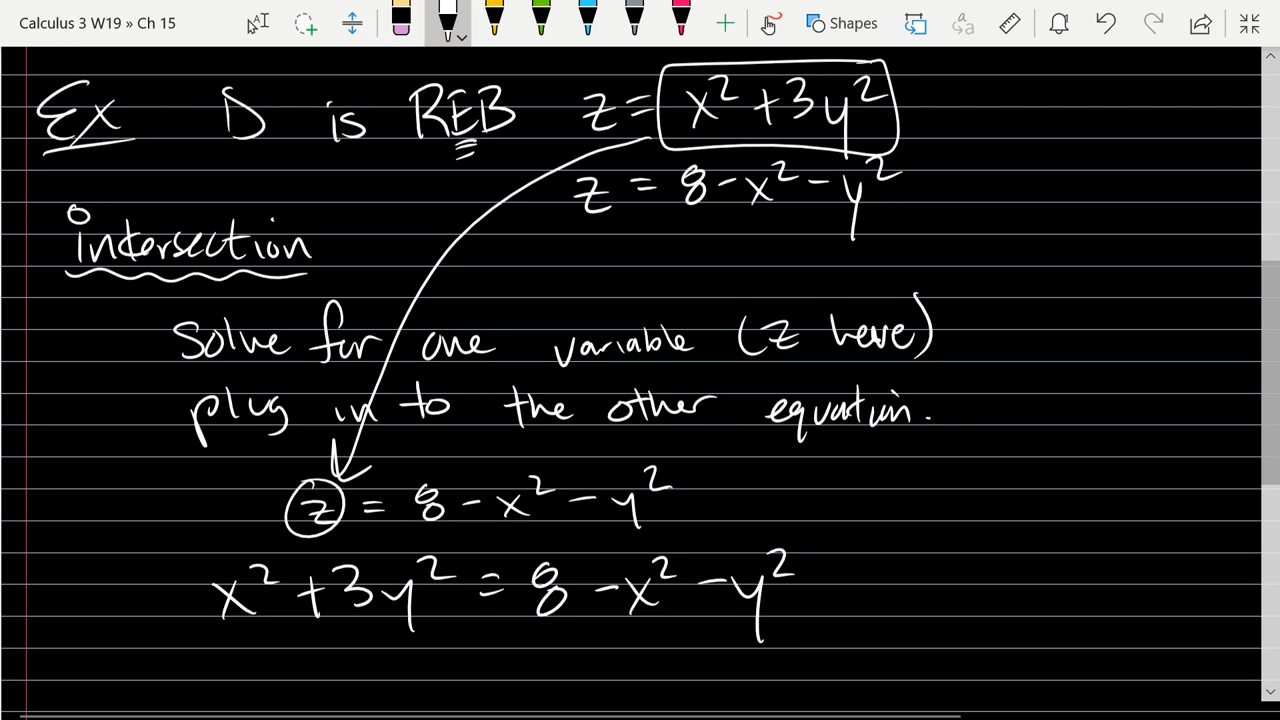 Calculus 3 W19 » Ch 15
Shapes
Ex D is REB z = x² + 3y²
z = 8 - x² - y²
intersection
Solve for one variable (z here)
plug in to the other equation.
z = 8 - x² - y²
x² + 3y² = 8 - x² - y²